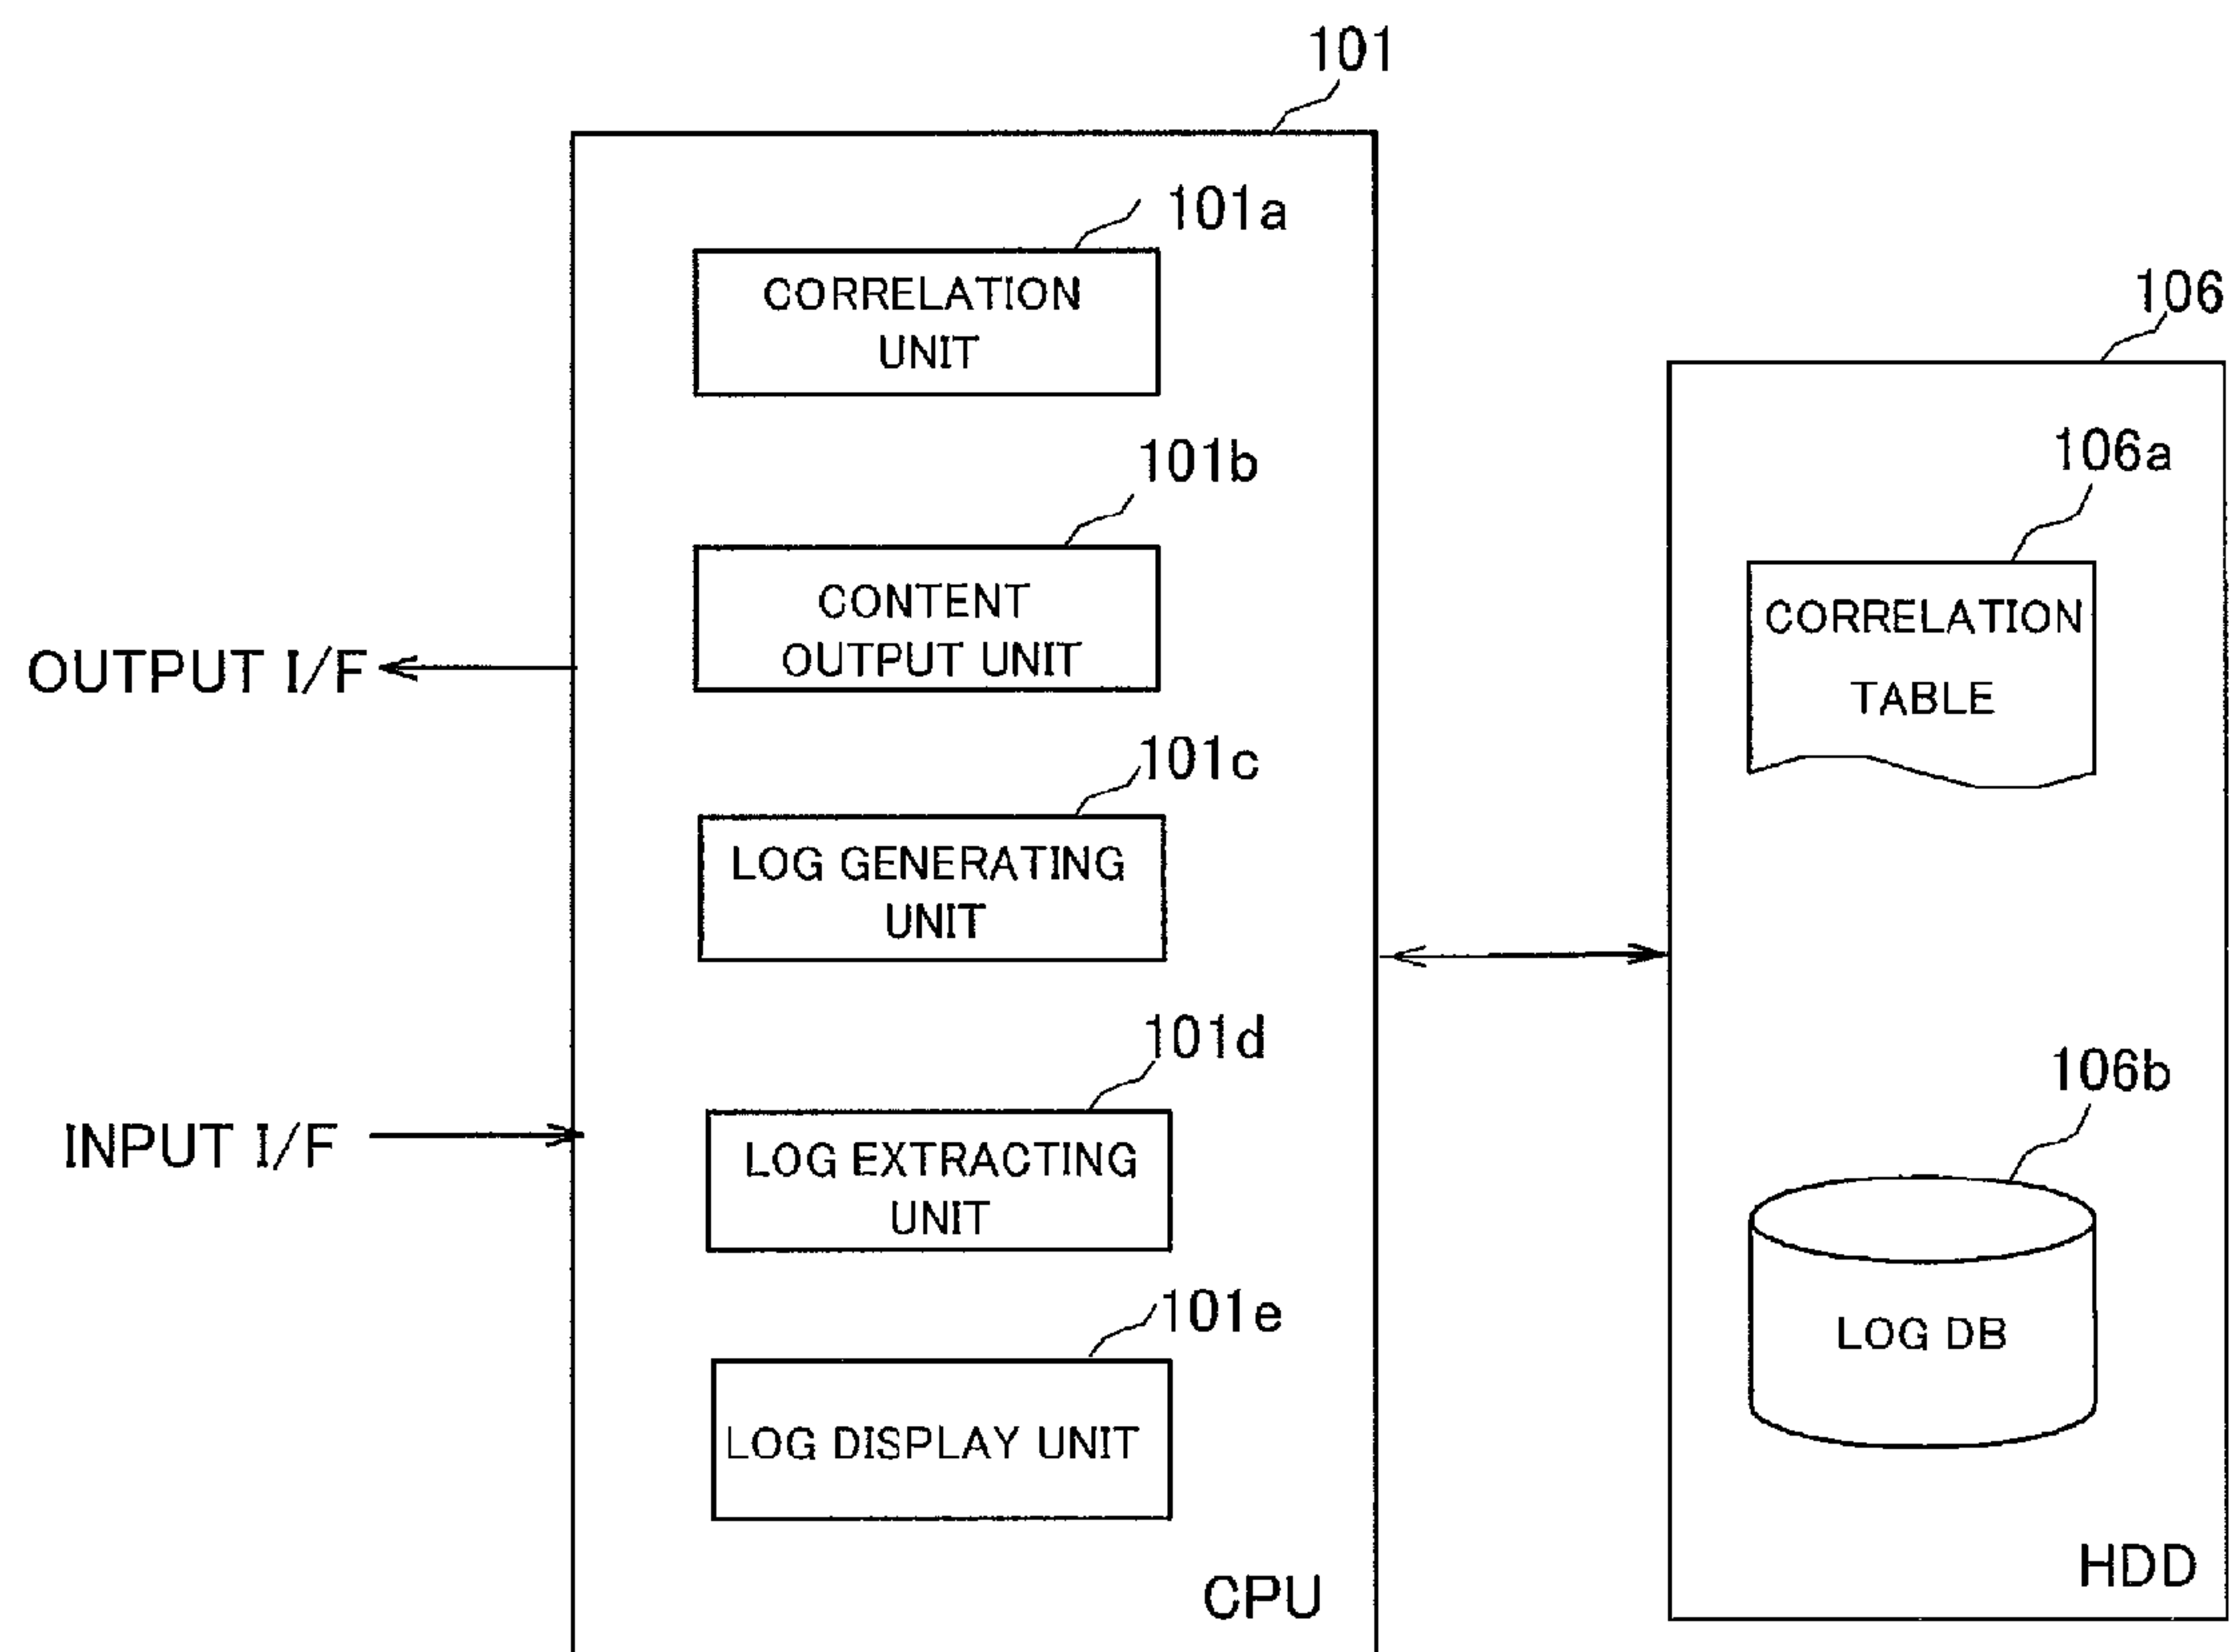 101
101a
CORRELATION
UNIT
101b
CONTENT
OUTPUT UNIT
101c
LOG GENERATING
UNIT
101d
LOG EXTRACTING
UNIT
101e
LOG DISPLAY UNIT
CPU
OUTPUT I/F
INPUT I/F
106
106a
CORRELATION
TABLE
106b
LOG DB
HDD